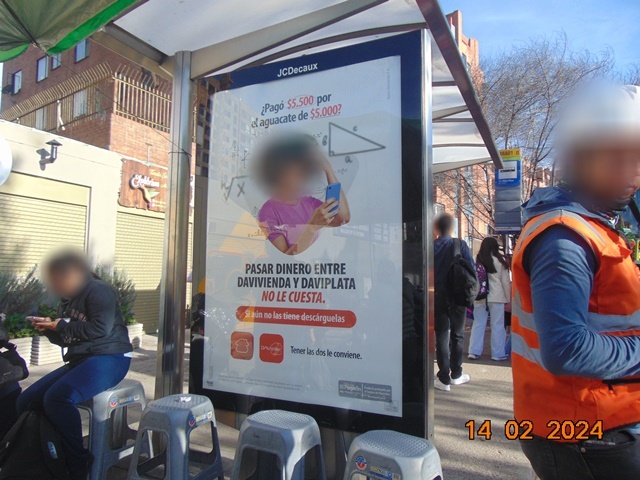 JCDecaux
¿Pagó $5.500 por
el aguacate de $5.000?
PASAR DINERO ENTRE
DAVIVIENDA Y DAVIPLATA
NO LE CUESTA.
Si aún no las tiene descárguelas
Tener las dos le conviene.
14 02 2024